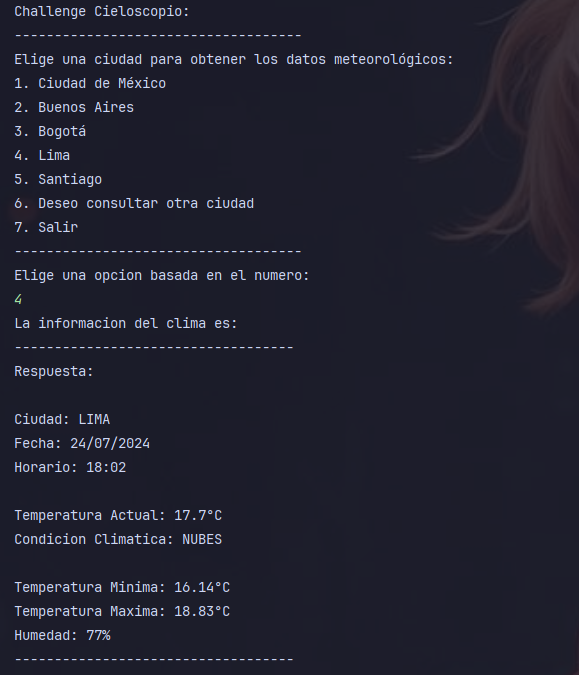 Challenge Cieloscopio:
------------------------------------
Elige una ciudad para obtener los datos meteorológicos:
1. Ciudad de México
2. Buenos Aires
3. Bogotá
4. Lima
5. Santiago
6. Deseo consultar otra ciudad
7. Salir
------------------------------------
Elige una opcion basada en el numero:
4
La informacion del clima es:
-----------------------------------
Respuesta:
Ciudad: LIMA
Fecha: 24/07/2024
Horario: 18:02
Temperatura Actual: 17.7°C
Condicion Climatica: NUBES
Temperatura Minima: 16.14°C
Temperatura Maxima: 18.83°C
Humedad: 77%
-----------------------------------